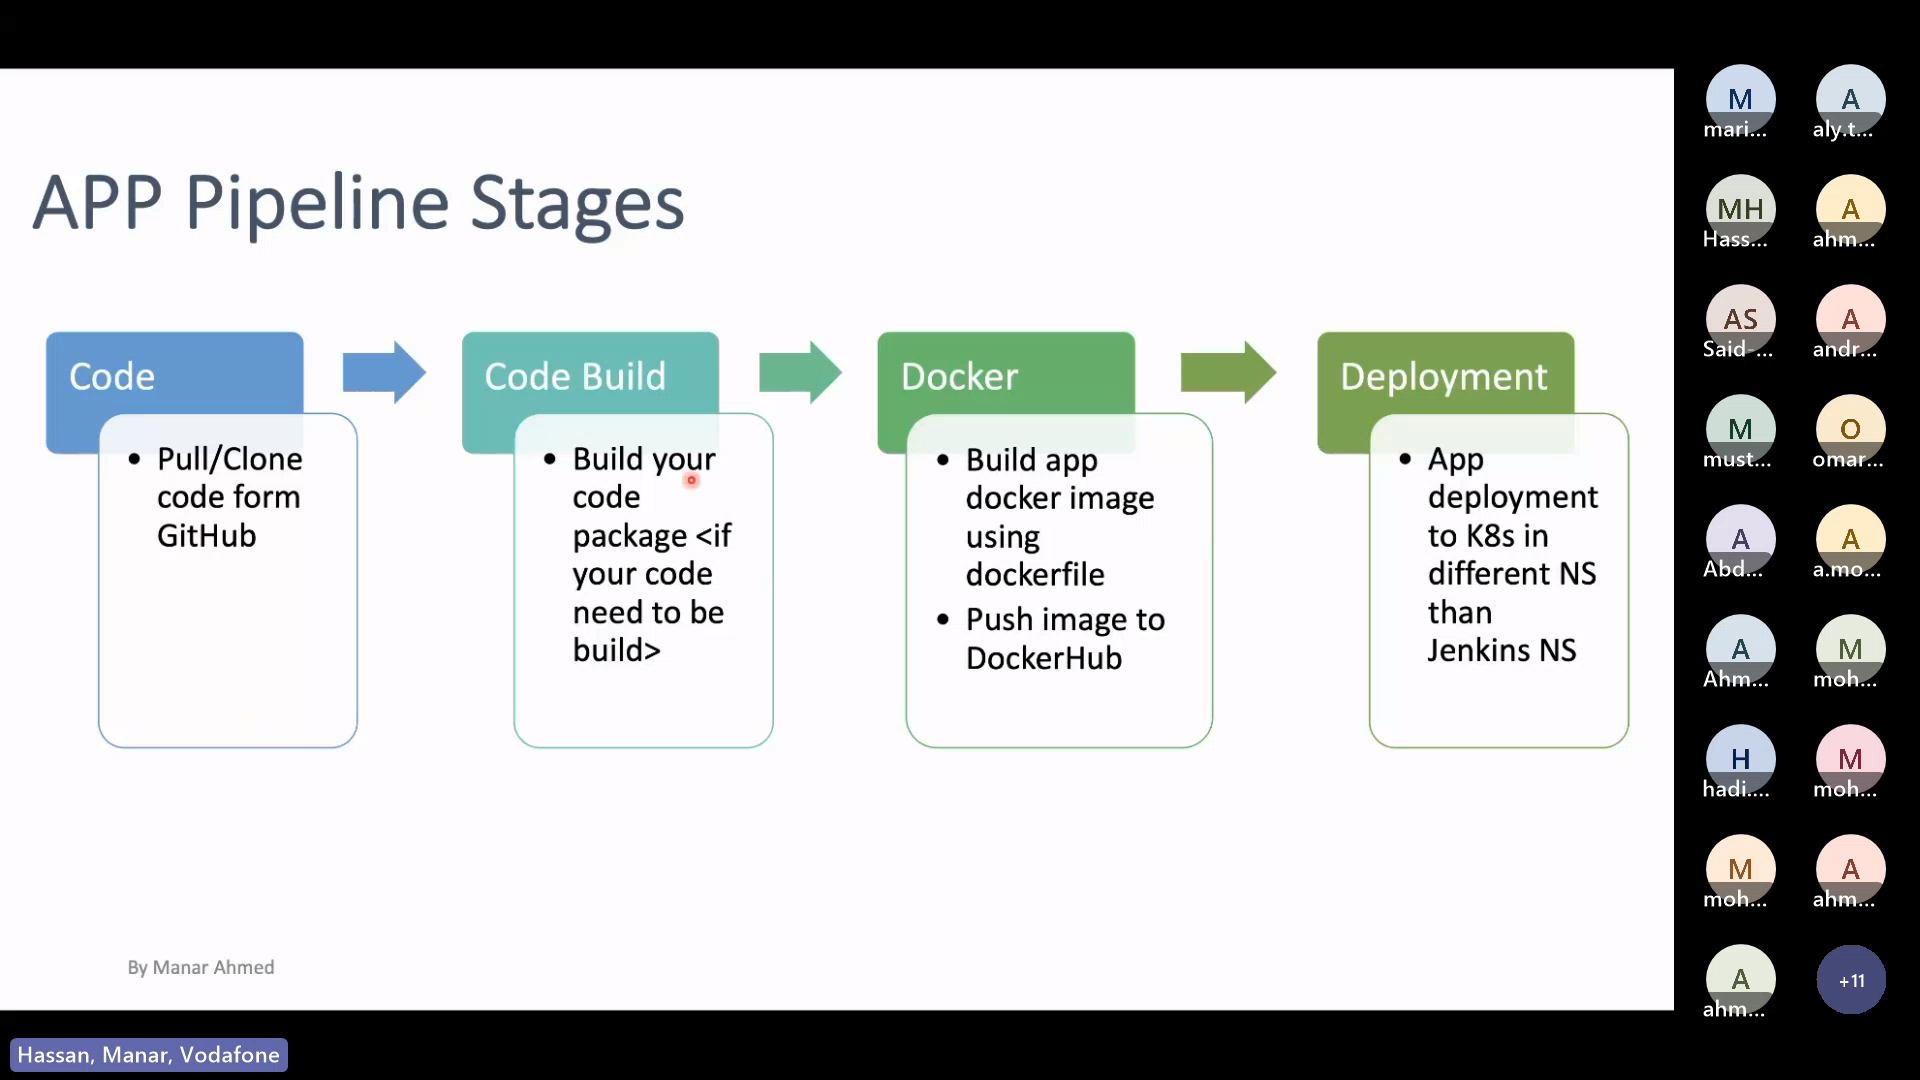 APP Pipeline Stages
Code
• Pull/Clone
code form
GitHub
Code Build
• Build your
code
package <if
your code
need to be
build>
Docker
• Build app
docker image
using
dockerfile
• Push image to
DockerHub
Deployment
• App
deployment
to K8s in
different NS
than
Jenkins NS
By Manar Ahmed
Hassan, Manar, Vodafone
M
mari...
A
aly.t...
MH
Hass...
A
ahm...
AS
Said-...
A
andr...
M
must...
O
omar...
A
Abd...
A
a.mo...
A
Ahm...
M
moh...
H
hadi....
M
moh...
M
moh...
A
ahm...
A
ahm...
+11